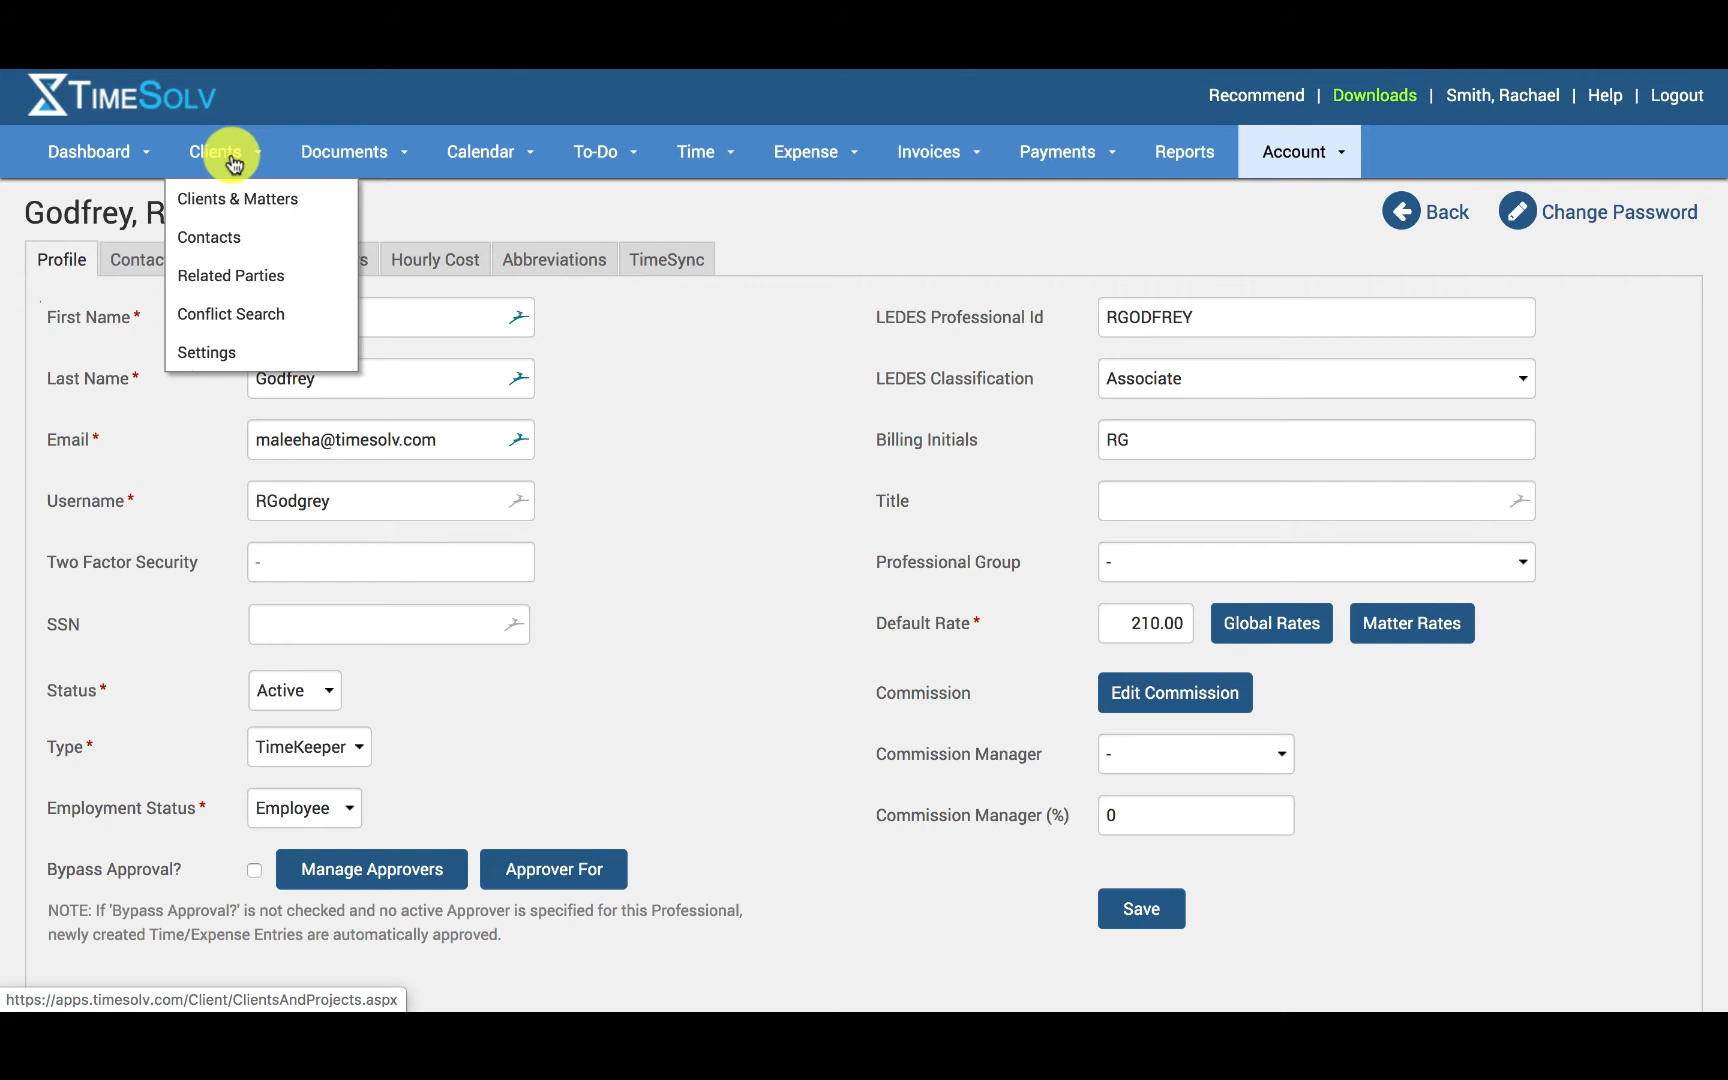 TIMESOLV
Recommend | Downloads | Smith, Rachael | Help | Logout
Dashboard Clients Documents Calendar To-Do Time Expense Invoices Payments Reports Account
Clients & Matters
Contacts
Related Parties
Conflict Search
Settings
Godfrey, R
Back Change Password
Profile Contac s Hourly Cost Abbreviations TimeSync
First Name*
LEDES Professional Id RGODFREY
Last Name* Godfrey
LEDES Classification Associate
Email* maleeha@timesolv.com
Billing Initials RG
Username* RGodgrey
Title
Two Factor Security -
Professional Group -
SSN
Default Rate* 210.00 Global Rates Matter Rates
Status* Active
Commission Edit Commission
Type* TimeKeeper
Commission Manager -
Employment Status* Employee
Commission Manager (%) 0
Bypass Approval? Manage Approvers Approver For
NOTE: If 'Bypass Approval?' is not checked and no active Approver is specified for this Professional,
newly created Time/Expense Entries are automatically approved.
Save
https://apps.timesolv.com/Client/ClientsAndProjects.aspx